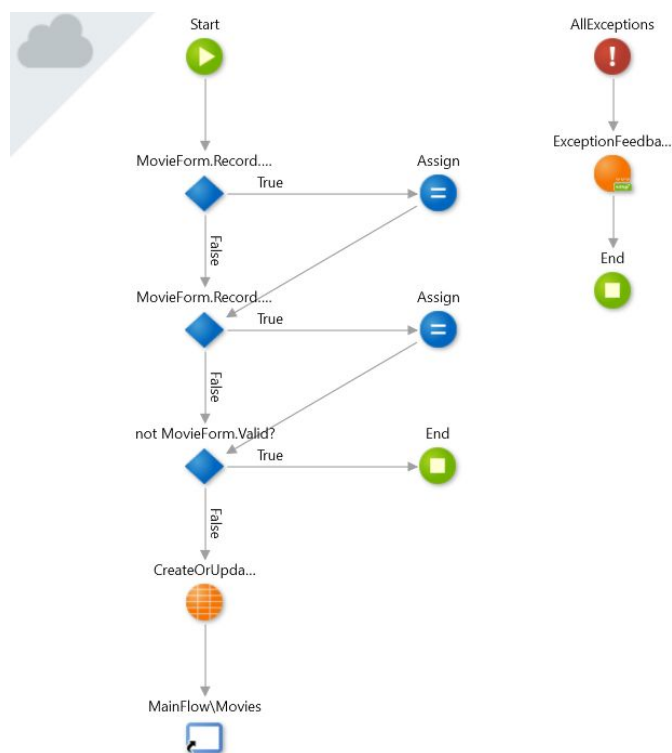 Start
AllExceptions
MovieForm.Record....
True
Assign
ExceptionFeedba...
False
End
MovieForm.Record....
True
Assign
False
not MovieForm.Valid?
True
End
False
CreateOrUpda...
MainFlow\Movies